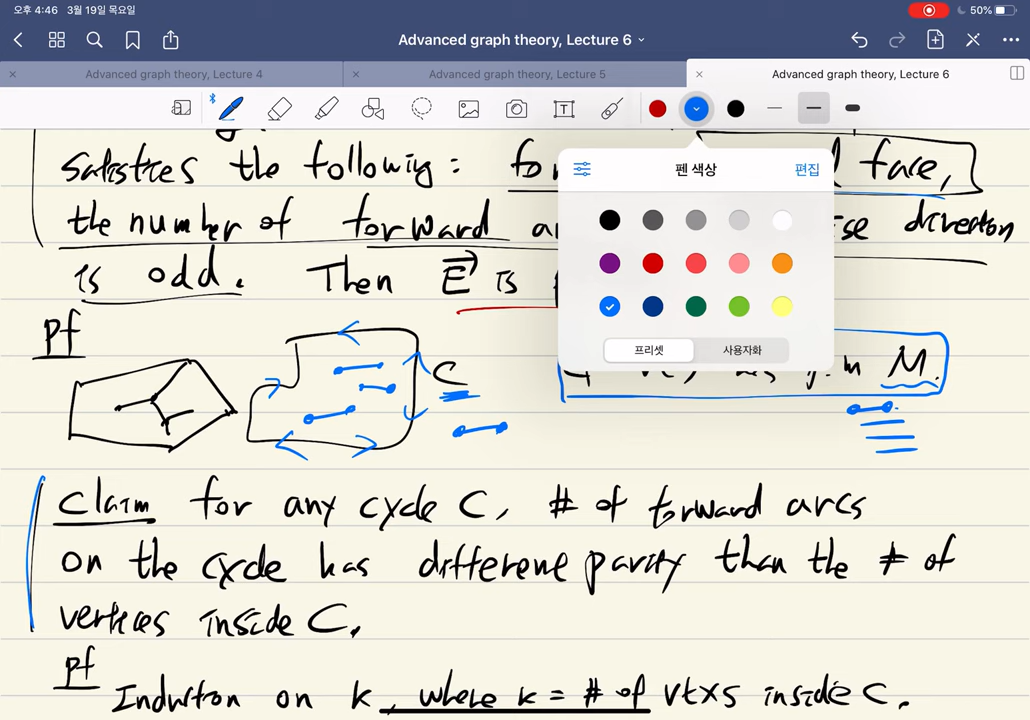 오후 4:46 3월 19일 목요일
50%
Advanced graph theory, Lecture 6
Advanced graph theory, Lecture 4
Advanced graph theory, Lecture 5
Advanced graph theory, Lecture 6
펜 색상
편집
프리셋
사용자화
satisfies the following : face,
the number of forward direction
is odd. Then E is
pf
C
M.
Claim for any cycle C, # of forward arcs
on the cycle has different parity than the # of
vertices inside C.
pf
Induction on k, where k = # of vtxs inside C.